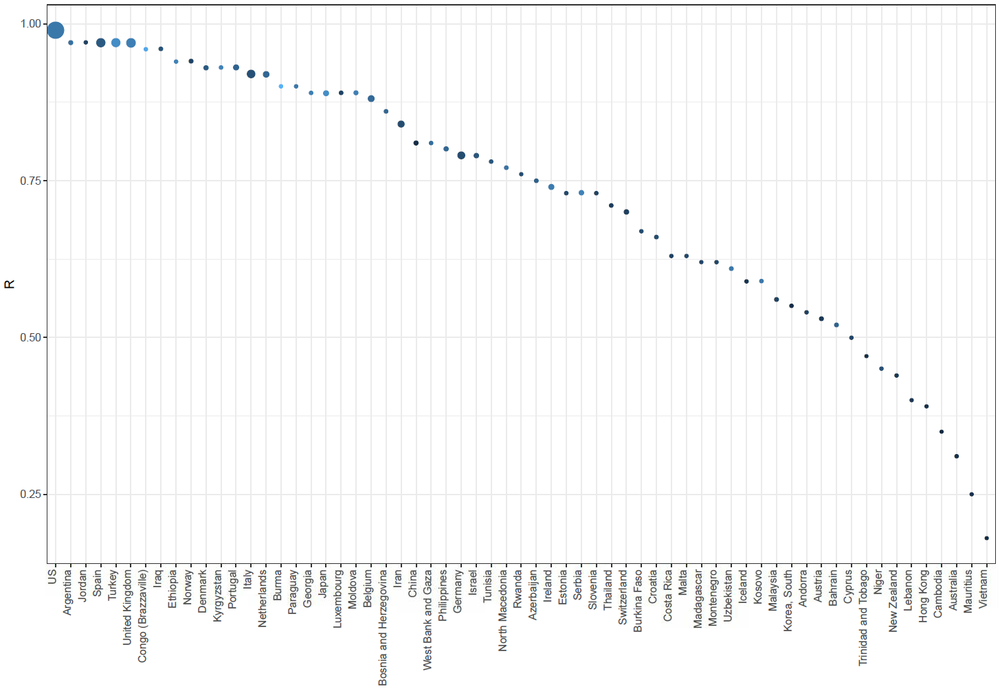 1.00
0.75
0.50
0.25
R
US
Argentina
Jordan
Spain
Turkey
United Kingdom
Congo (Brazzaville)
Iraq
Ethiopia
Norway
Denmark
Kyrgyzstan
Portugal
Italy
Netherlands
Burma
Paraguay
Georgia
Japan
Luxembourg
Moldova
Belgium
Bosnia and Herzegovina
Iran
China
West Bank and Gaza
Philippines
Germany
Israel
Tunisia
North Macedonia
Rwanda
Azerbaijan
Ireland
Estonia
Serbia
Slovenia
Thailand
Switzerland
Burkina Faso
Croatia
Costa Rica
Malta
Madagascar
Montenegro
Uzbekistan
Iceland
Kosovo
Malaysia
Korea, South
Andorra
Austria
Bahrain
Cyprus
Trinidad and Tobago
Niger
New Zealand
Lebanon
Hong Kong
Cambodia
Australia
Mauritius
Vietnam